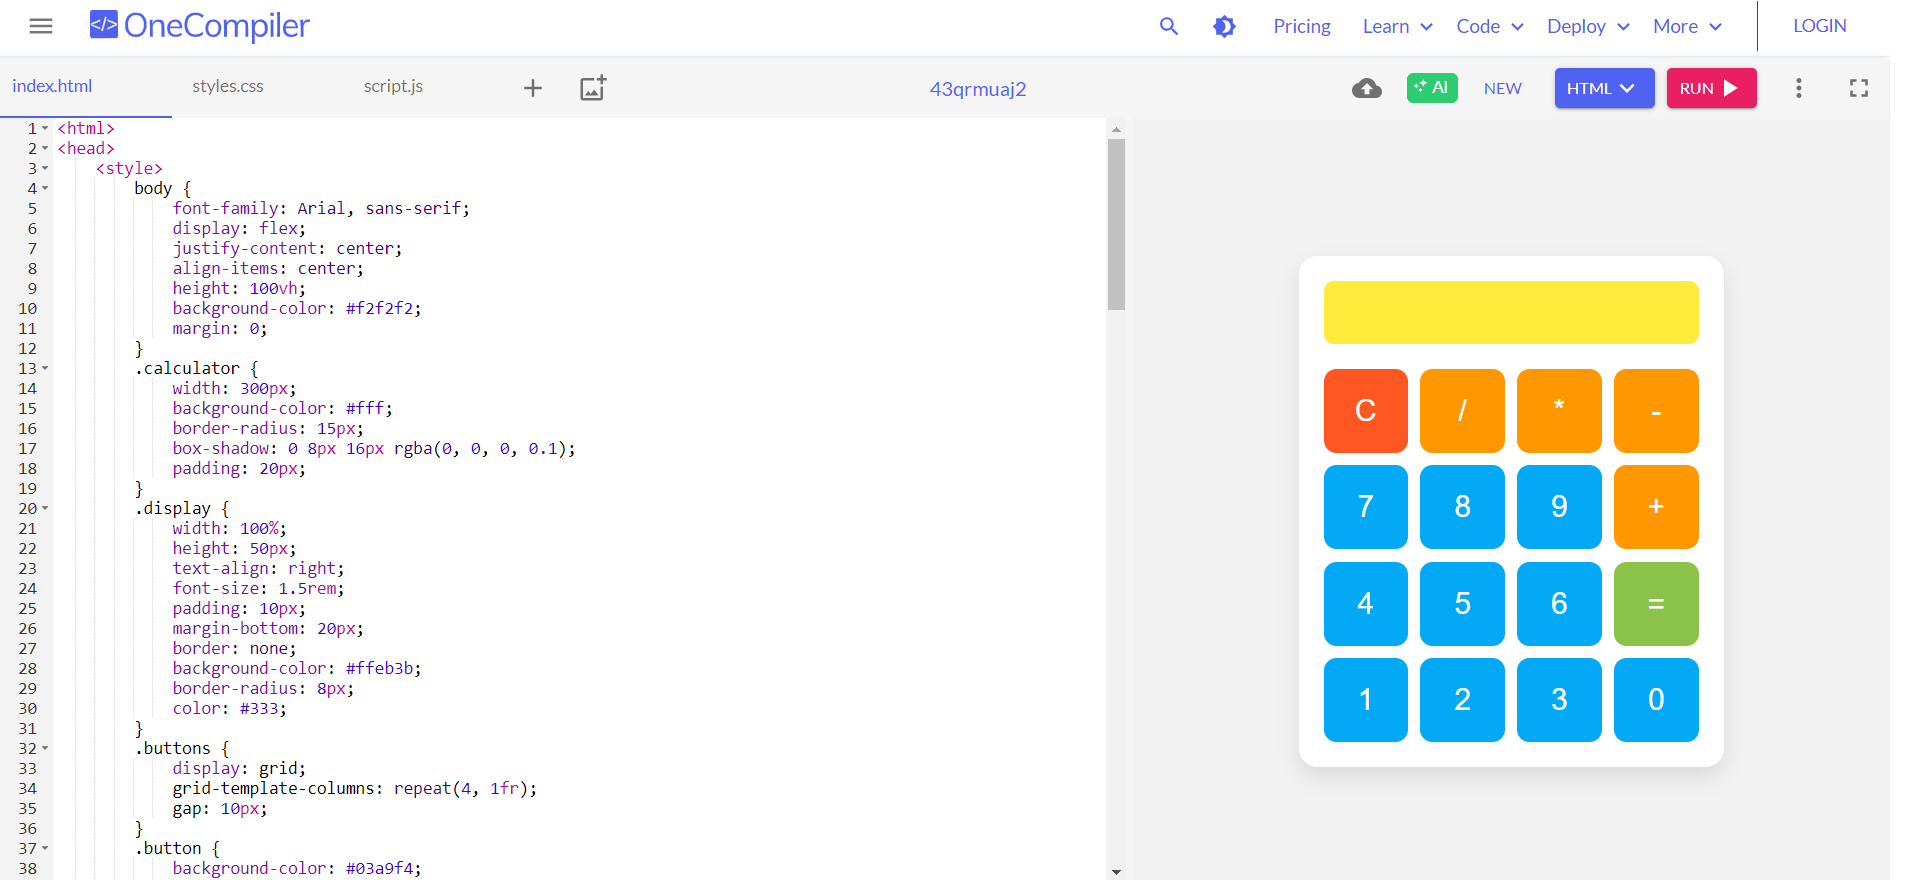 </> OneCompiler
Pricing Learn Code Deploy More LOGIN
index.html styles.css script.js + 43qrmuaj2 AI NEW HTML RUN
1 <html>
2 <head>
3 <style>
4 body {
5 font-family: Arial, sans-serif;
6 display: flex;
7 justify-content: center;
8 align-items: center;
9 height: 100vh;
10 background-color: #f2f2f2;
11 margin: 0;
12 }
13 .calculator {
14 width: 300px;
15 background-color: #fff;
16 border-radius: 15px;
17 box-shadow: 0 8px 16px rgba(0, 0, 0, 0.1);
18 padding: 20px;
19 }
20 .display {
21 width: 100%;
22 height: 50px;
23 text-align: right;
24 font-size: 1.5rem;
25 padding: 10px;
26 margin-bottom: 20px;
27 border: none;
28 background-color: #ffeb3b;
29 border-radius: 8px;
30 color: #333;
31 }
32 .buttons {
33 display: grid;
34 grid-template-columns: repeat(4, 1fr);
35 gap: 10px;
36 }
37 .button {
38 background-color: #03a9f4;
C / * -
7 8 9 +
4 5 6 =
1 2 3 0